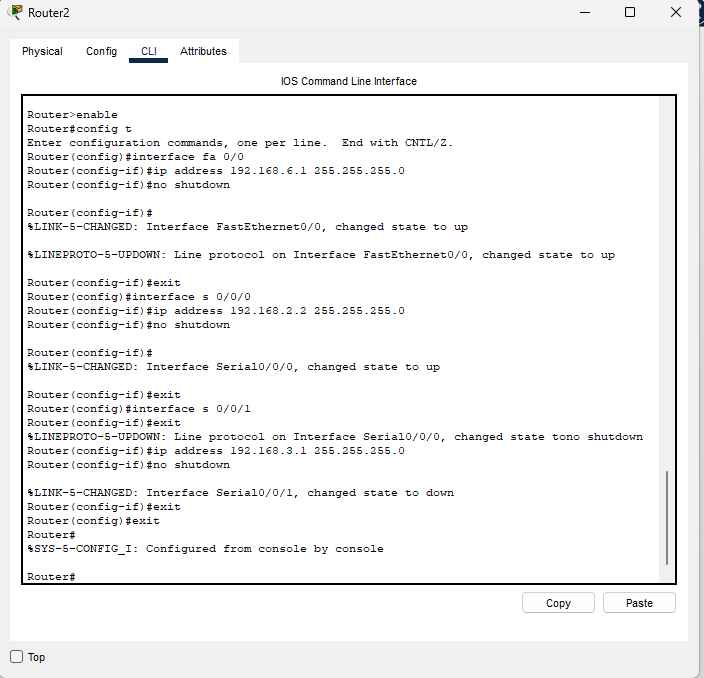 Router2
Physical Config CLI Attributes
IOS Command Line Interface
Router>enable
Router#config t
Enter configuration commands, one per line.  End with CNTL/Z.
Router(config)#interface fa 0/0
Router(config-if)#ip address 192.168.6.1 255.255.255.0
Router(config-if)#no shutdown
Router(config-if)#
%LINK-5-CHANGED: Interface FastEthernet0/0, changed state to up
%LINEPROTO-5-UPDOWN: Line protocol on Interface FastEthernet0/0, changed state to up
Router(config-if)#exit
Router(config)#interface s 0/0/0
Router(config-if)#ip address 192.168.2.2 255.255.255.0
Router(config-if)#no shutdown
Router(config-if)#
%LINK-5-CHANGED: Interface Serial0/0/0, changed state to up
Router(config-if)#exit
Router(config)#interface s 0/0/1
Router(config-if)#exit
%LINEPROTO-5-UPDOWN: Line protocol on Interface Serial0/0/0, changed state tono shutdown
Router(config-if)#ip address 192.168.3.1 255.255.255.0
Router(config-if)#no shutdown
%LINK-5-CHANGED: Interface Serial0/0/1, changed state to down
Router(config-if)#exit
Router(config)#exit
Router#
%SYS-5-CONFIG_I: Configured from console by console
Router#
Copy Paste
Top